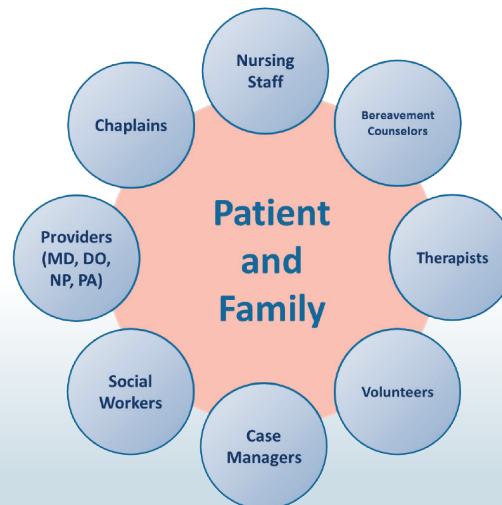 Nursing
Staff
Bereavement
Counselors
Chaplains
Patient
and
Family
Providers
(MD, DO,
NP, PA)
Therapists
Social
Workers
Volunteers
Case
Managers